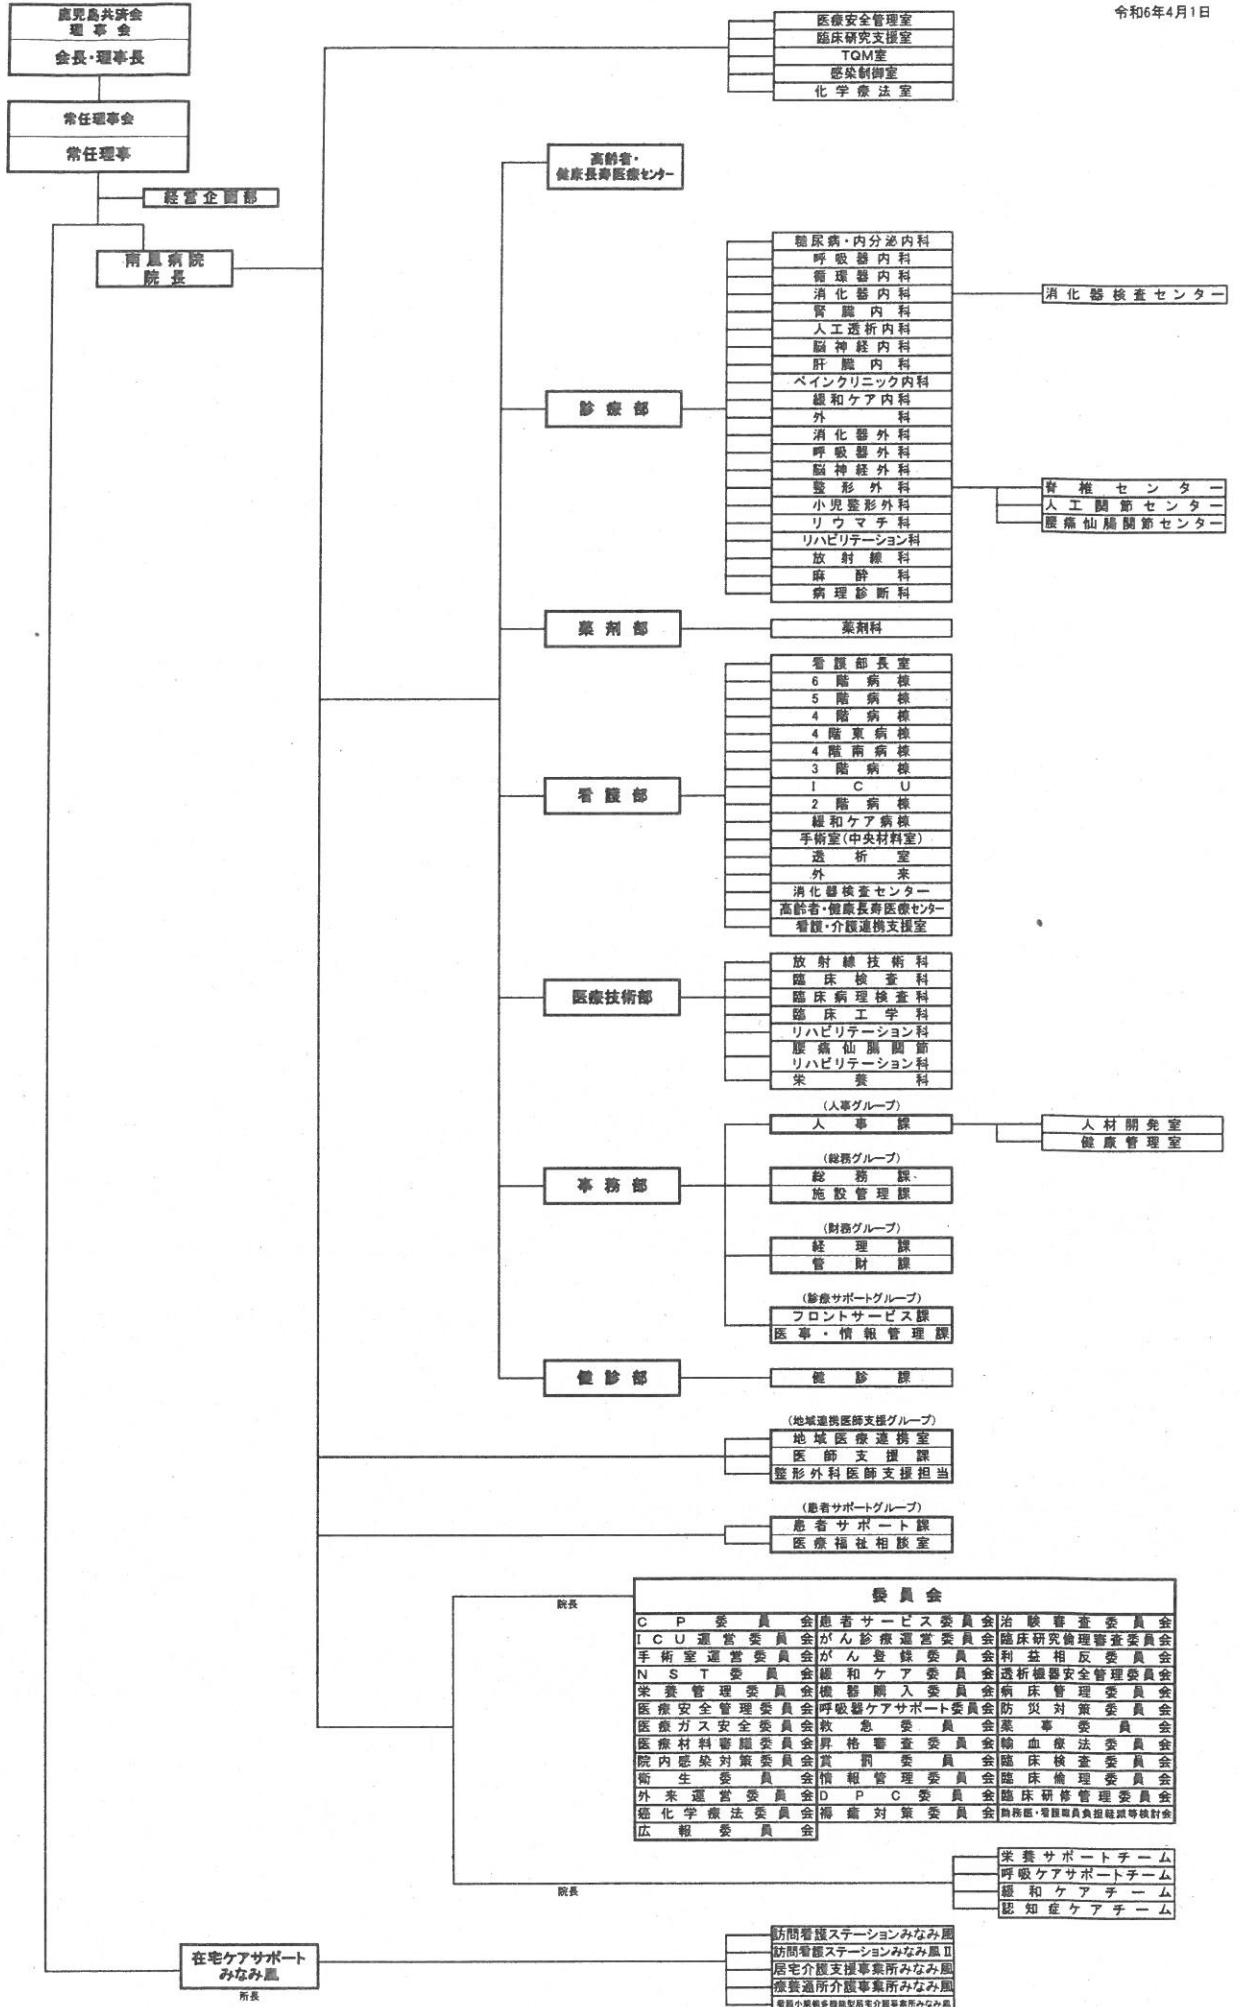 令和6年4月1日
鹿児島共済会
理事会
会長・理事長
常任理事会
常任理事
経営企画部
南風病院
院長
医療安全管理室
臨床研究支援室
TQM室
感染制御室
化学療法室
高齢者・
健康長寿医療センター
診療部
糖尿病・内分泌内科
呼吸器内科
循環器内科
消化器内科
腎臓内科
人工透析内科
脳神経内科
肝臓内科
ペインクリニック内科
緩和ケア内科
外科
消化器外科
呼吸器外科
脳神経外科
整形外科
小児整形外科
リウマチ科
リハビリテーション科
放射線科
麻酔科
病理診断科
消化器検査センター
脊椎センター
人工関節センター
腰痛仙腸関節センター
薬剤部
薬剤科
看護部
看護部長室
6階病棟
5階病棟
4階病棟
4階東病棟
4階南病棟
3階病棟
ICU
2階病棟
緩和ケア病棟
手術室(中央材料室)
透析室
外来
消化器検査センター
高齢者・健康長寿医療センター
看護・介護連携支援室
医療技術部
放射線技術科
臨床検査科
臨床病理検査科
臨床工学科
リハビリテーション科
腰痛仙腸関節
リハビリテーション科
栄養科
事務部
(人事グループ)
人事課
人材開発室
健康管理室
(総務グループ)
総務課
施設管理課
(財務グループ)
経理課
管財課
(診療サポートグループ)
フロントサービス課
医事・情報管理課
健診部
健診課
(地域連携医師支援グループ)
地域医療連携室
医師支援課
整形外科医師支援担当
(患者サポートグループ)
患者サポート課
医療福祉相談室
院長
委員会
CP委員会 患者サービス委員会 治験審査委員会
ICU運営委員会 がん診療運営委員会 臨床研究倫理審査委員会
手術室運営委員会 がん登録委員会 利益相反委員会
NST委員会 緩和ケア委員会 透析機器安全管理委員会
栄養管理委員会 機器購入委員会 病床管理委員会
医療安全管理委員会 呼吸器ケアサポート委員会 防災対策委員会
医療ガス安全委員会 救急委員会 薬事委員会
医療材料審議委員会 昇格審査委員会 輸血療法委員会
院内感染対策委員会 賞罰委員会 臨床検査委員会
衛生委員会 情報管理委員会 臨床倫理委員会
外来運営委員会 DPC委員会 臨床研修管理委員会
癌化学療法委員会 褥瘡対策委員会 勤務医・看護職員負担軽減等検討会
広報委員会
院長
栄養サポートチーム
呼吸ケアサポートチーム
緩和ケアチーム
認知症ケアチーム
在宅ケアサポート
みなみ風
所長
訪問看護ステーションみなみ風
訪問看護ステーションみなみ風Ⅱ
居宅介護支援事業所みなみ風
療養通所介護事業所みなみ風
看護小規模多機能型居宅介護事業所みなみ風